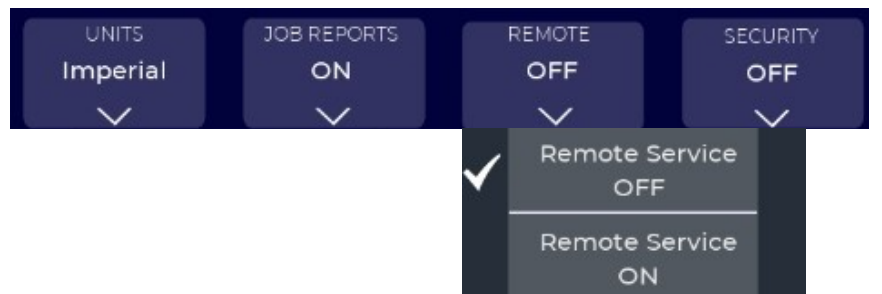 UNITS
Imperial
JOB REPORTS
ON
REMOTE
OFF
SECURITY
OFF
Remote Service
OFF
Remote Service
ON